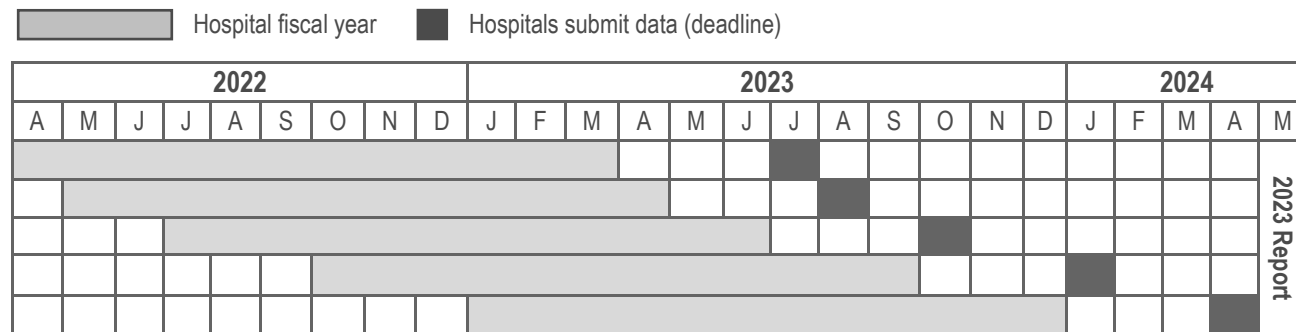 Hospital fiscal year Hospitals submit data (deadline)
2022 2023 2024
A M J J A S O N D J F M A M J J A S O N D J F M A M
2023 Report